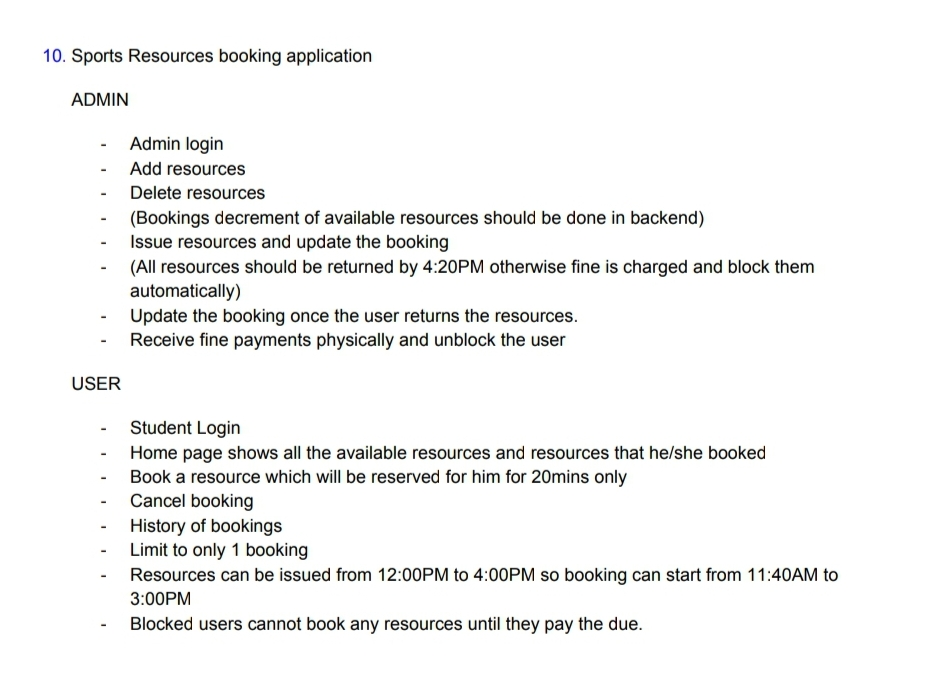 10. Sports Resources booking application
ADMIN
- Admin login
- Add resources
- Delete resources
- (Bookings decrement of available resources should be done in backend)
- Issue resources and update the booking
- (All resources should be returned by 4:20PM otherwise fine is charged and block them
automatically)
- Update the booking once the user returns the resources.
- Receive fine payments physically and unblock the user
USER
- Student Login
- Home page shows all the available resources and resources that he/she booked
- Book a resource which will be reserved for him for 20mins only
- Cancel booking
- History of bookings
- Limit to only 1 booking
- Resources can be issued from 12:00PM to 4:00PM so booking can start from 11:40AM to
3:00PM
- Blocked users cannot book any resources until they pay the due.